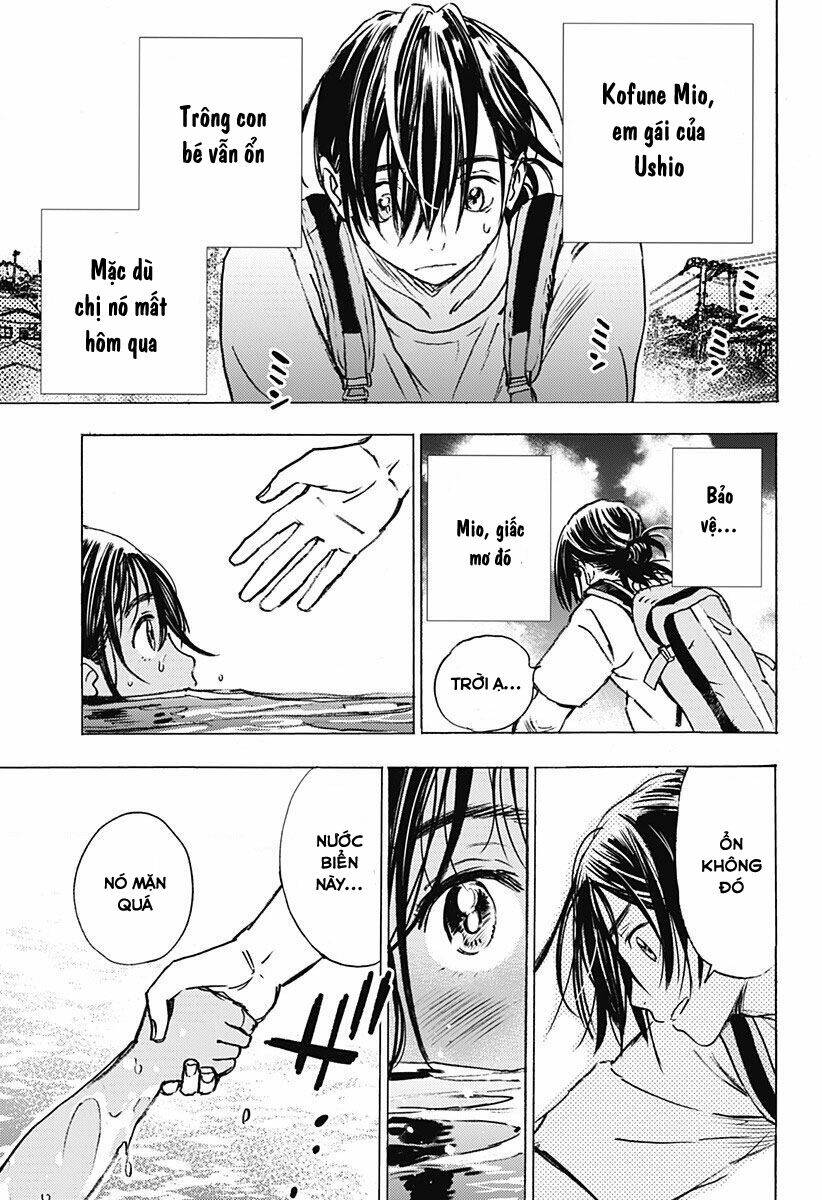 Kofune Mio,
em gái của
Ushio
Trông con
bé vẫn ổn
Mặc dù
chị nó mất
hôm qua
Bảo
vệ...
Mio, giấc
mơ đó
TRỜI Ạ...
ỔN
KHÔNG
ĐÓ
NƯỚC
BIỂN
NÀY...
NÓ MẶN
QUÁ